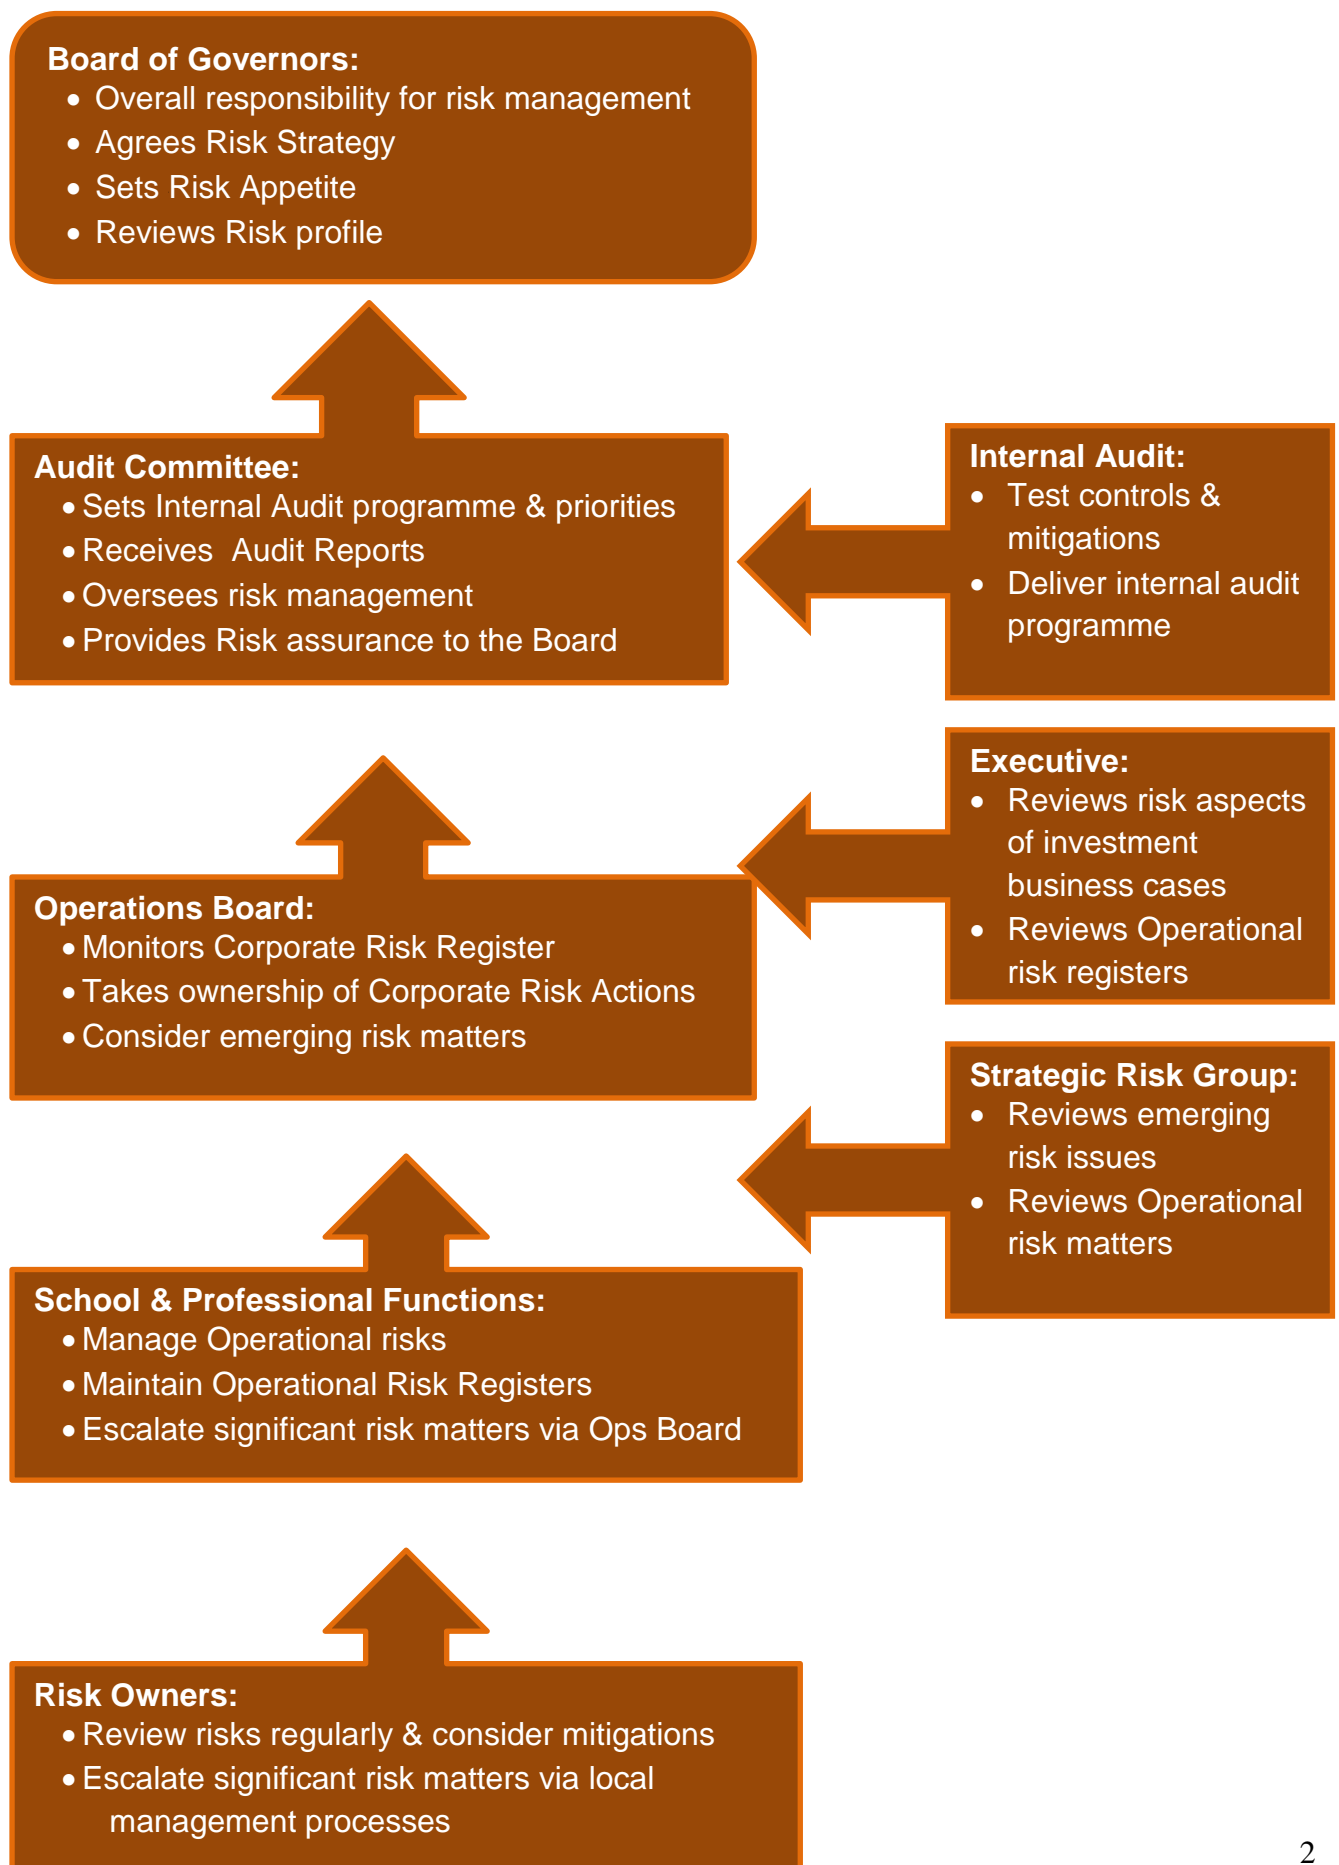 Board of Governors:
• Overall responsibility for risk management
• Agrees Risk Strategy
• Sets Risk Appetite
• Reviews Risk profile
Audit Committee:
• Sets Internal Audit programme & priorities
• Receives  Audit Reports
• Oversees risk management
• Provides Risk assurance to the Board
Internal Audit:
• Test controls &
mitigations
• Deliver internal audit
programme
Executive:
• Reviews risk aspects
of investment
business cases
• Reviews Operational
risk registers
Operations Board:
• Monitors Corporate Risk Register
• Takes ownership of Corporate Risk Actions
• Consider emerging risk matters
Strategic Risk Group:
• Reviews emerging
risk issues
• Reviews Operational
risk matters
School & Professional Functions:
• Manage Operational risks
• Maintain Operational Risk Registers
• Escalate significant risk matters via Ops Board
Risk Owners:
• Review risks regularly & consider mitigations
• Escalate significant risk matters via local
management processes
2